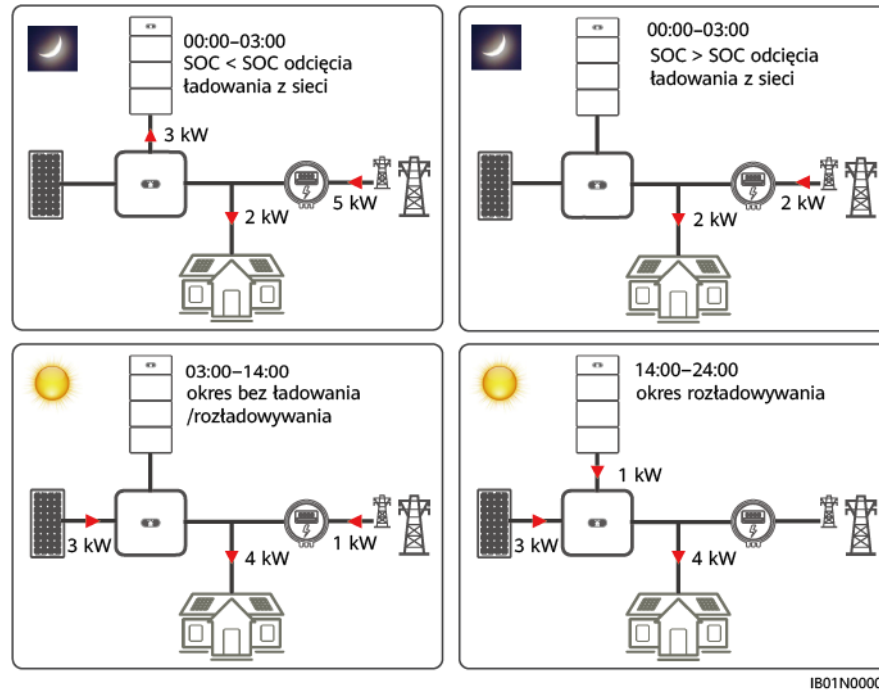 00:00–03:00
SOC < SOC odcięcia
ładowania z sieci
3 kW
2 kW
5 kW
00:00–03:00
SOC > SOC odcięcia
ładowania z sieci
2 kW
2 kW
03:00–14:00
okres bez ładowania
/rozładowywania
3 kW
4 kW
1 kW
14:00–24:00
okres rozładowywania
1 kW
3 kW
4 kW
IB01N0000